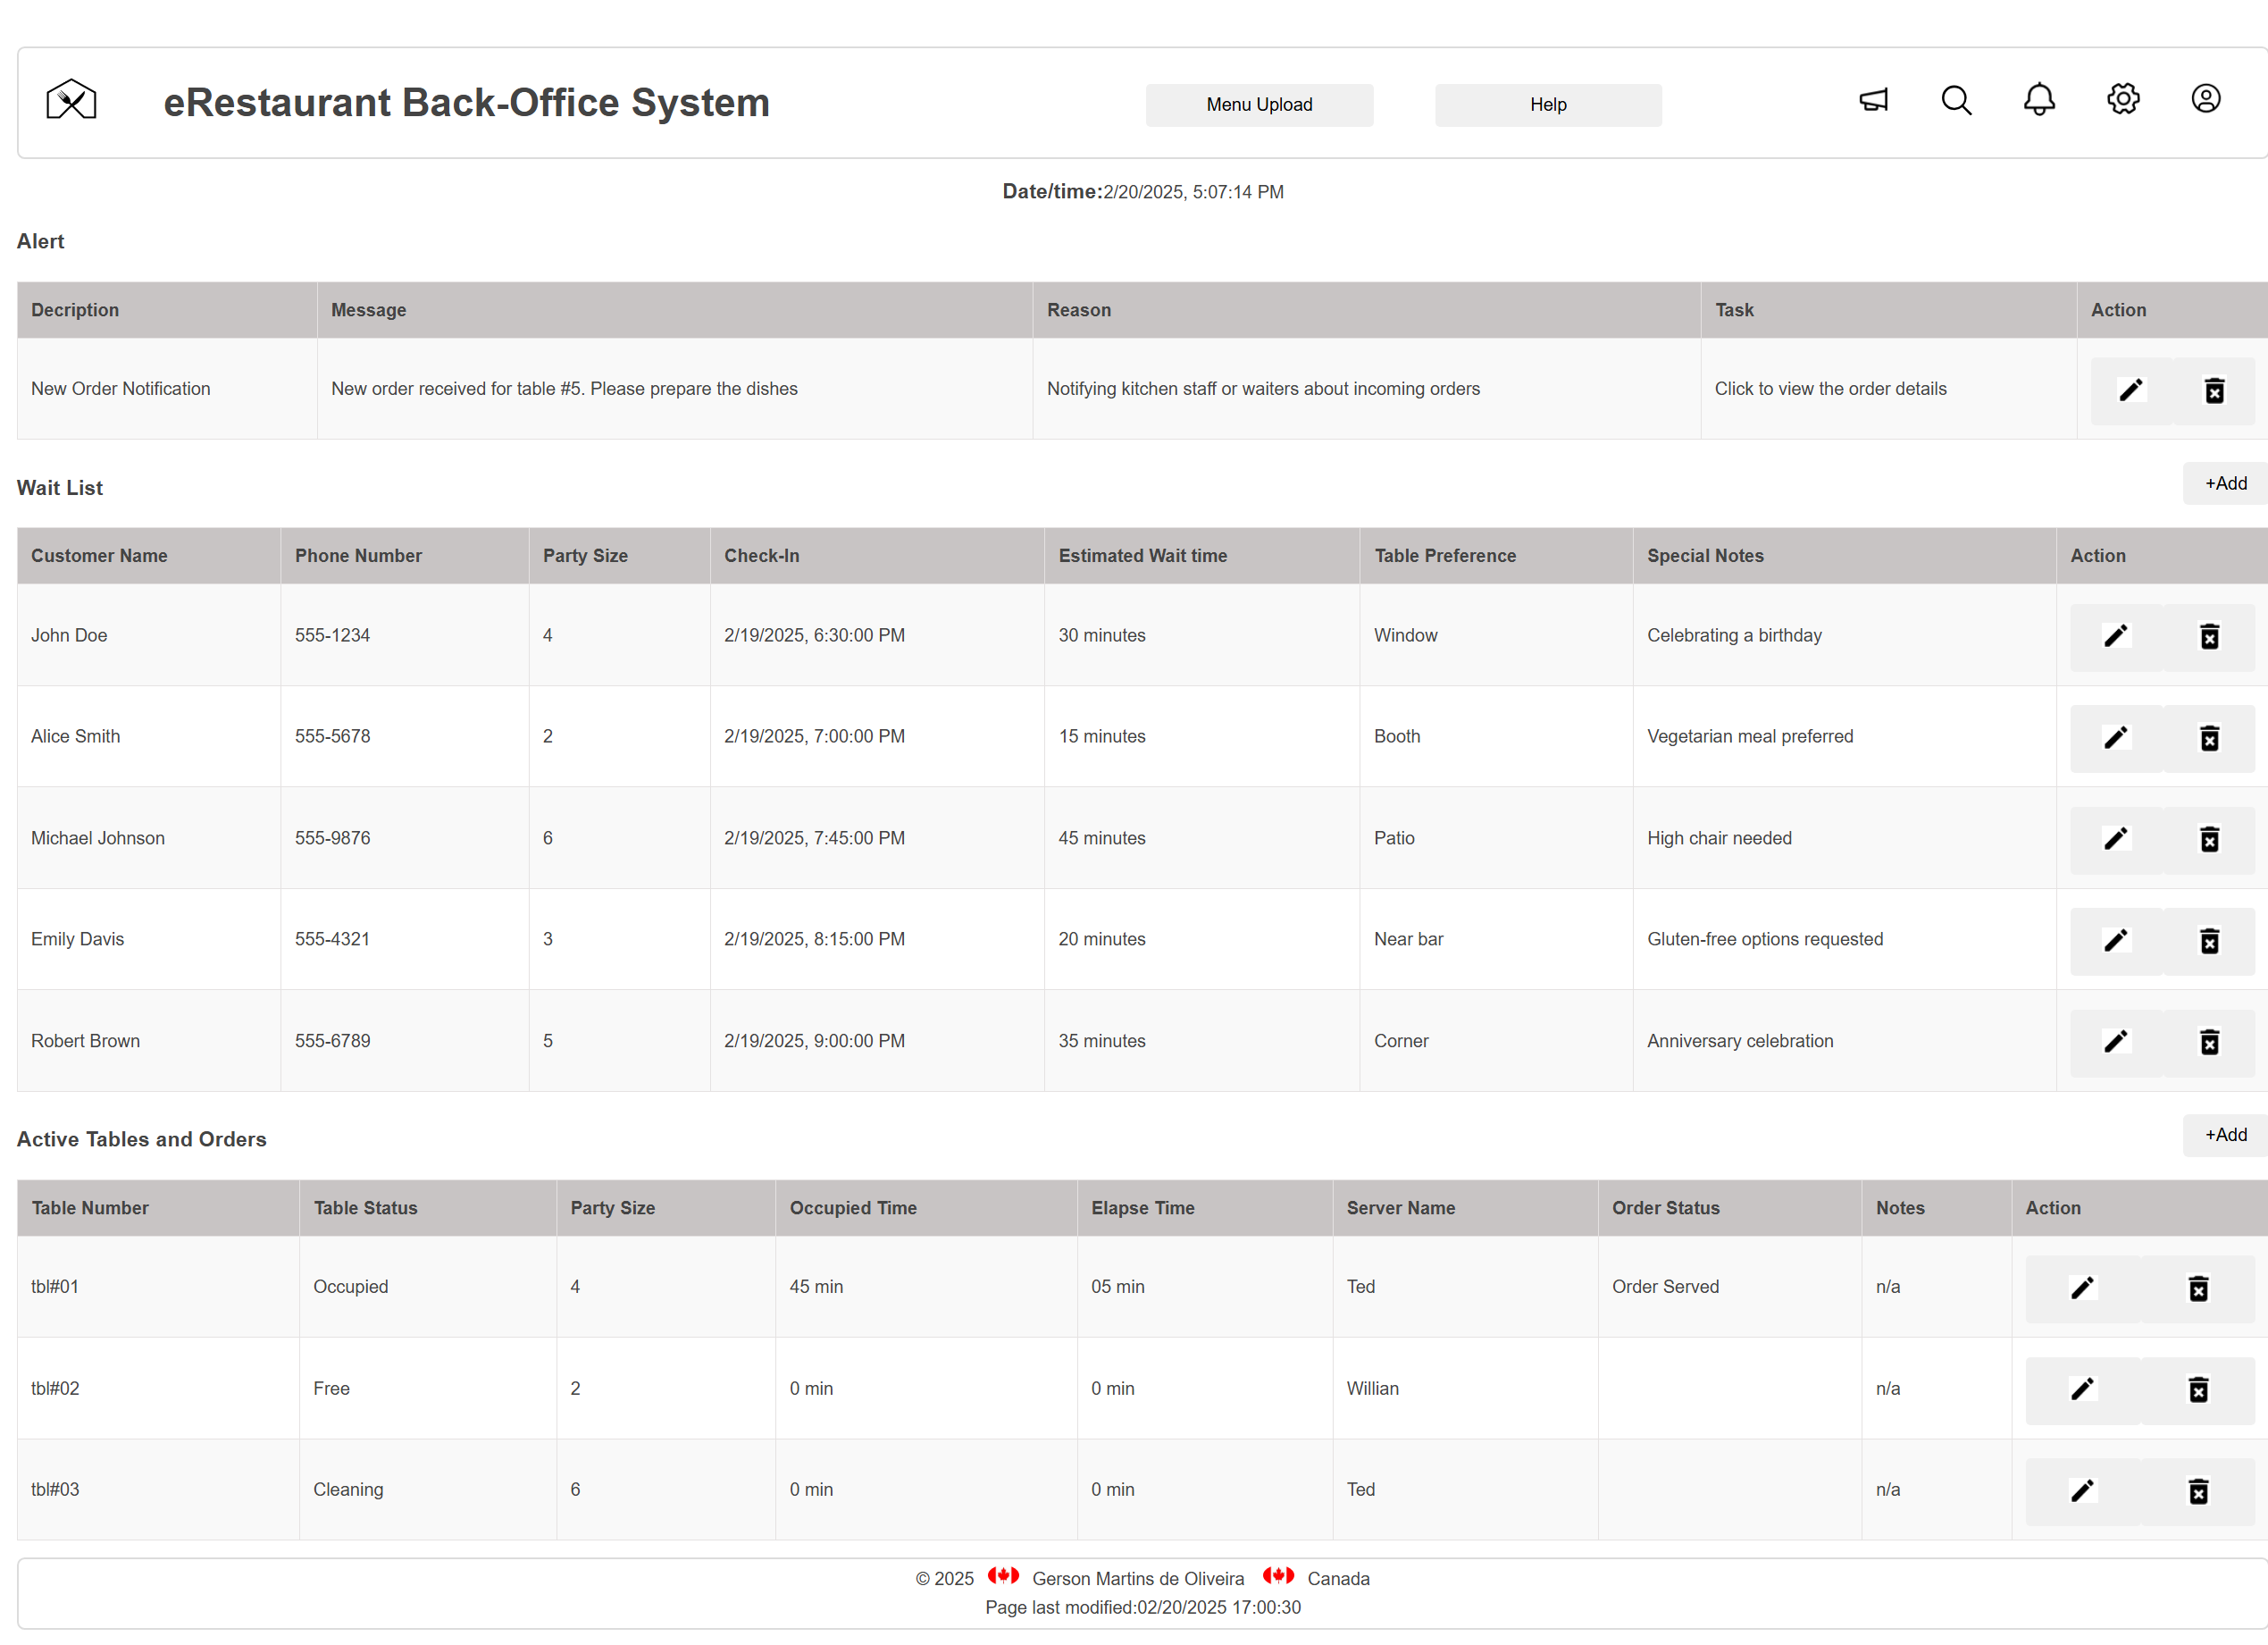 eRestaurant Back-Office System Menu Upload Help
Date/time:2/20/2025, 5:07:14 PM
Alert
Decription Message Reason Task Action
New Order Notification New order received for table #5. Please prepare the dishes Notifying kitchen staff or waiters about incoming orders Click to view the order details
Wait List +Add
Customer Name Phone Number Party Size Check-In Estimated Wait time Table Preference Special Notes Action
John Doe 555-1234 4 2/19/2025, 6:30:00 PM 30 minutes Window Celebrating a birthday
Alice Smith 555-5678 2 2/19/2025, 7:00:00 PM 15 minutes Booth Vegetarian meal preferred
Michael Johnson 555-9876 6 2/19/2025, 7:45:00 PM 45 minutes Patio High chair needed
Emily Davis 555-4321 3 2/19/2025, 8:15:00 PM 20 minutes Near bar Gluten-free options requested
Robert Brown 555-6789 5 2/19/2025, 9:00:00 PM 35 minutes Corner Anniversary celebration
Active Tables and Orders +Add
Table Number Table Status Party Size Occupied Time Elapse Time Server Name Order Status Notes Action
tbl#01 Occupied 4 45 min 05 min Ted Order Served n/a
tbl#02 Free 2 0 min 0 min Willian n/a
tbl#03 Cleaning 6 0 min 0 min Ted n/a
© 2025 Gerson Martins de Oliveira Canada
Page last modified:02/20/2025 17:00:30